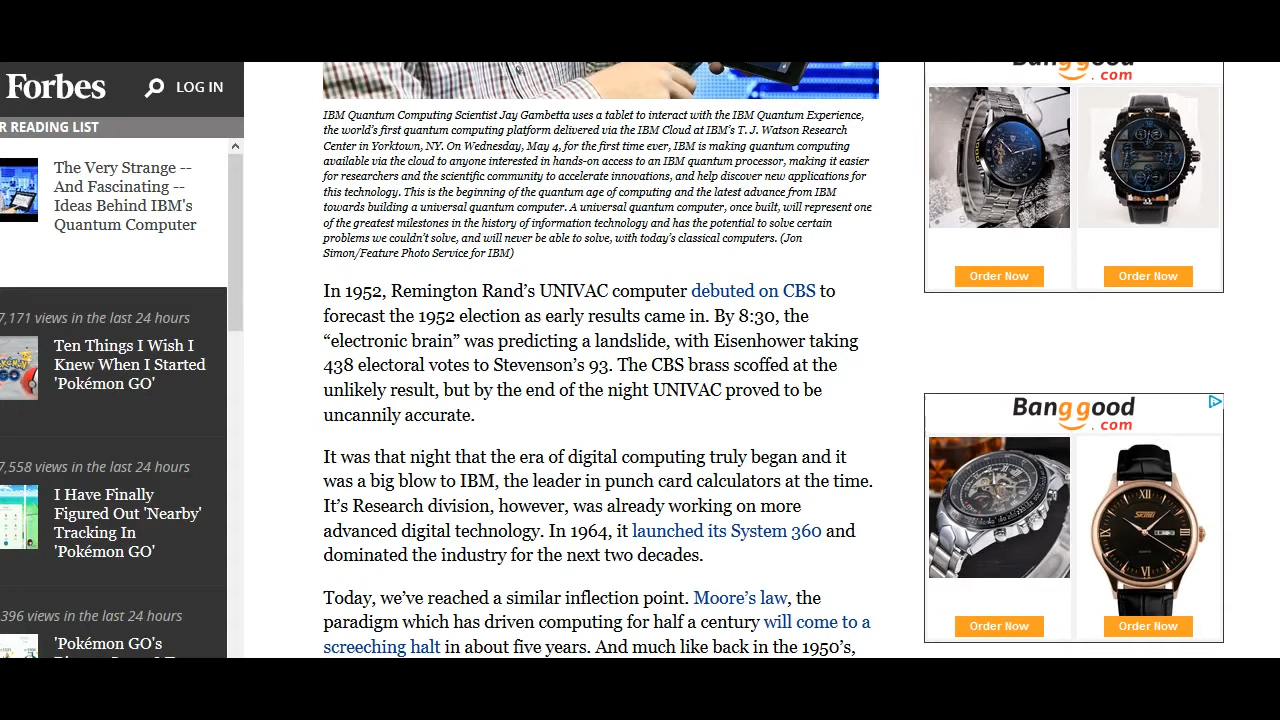 Forbes
LOG IN
R READING LIST
The Very Strange --
And Fascinating --
Ideas Behind IBM's
Quantum Computer
7,171 views in the last 24 hours
Ten Things I Wish I
Knew When I Started
'Pokémon GO'
7,558 views in the last 24 hours
I Have Finally
Figured Out 'Nearby'
Tracking In
'Pokémon GO'
396 views in the last 24 hours
'Pokémon GO's
IBM Quantum Computing Scientist Jay Gambetta uses a tablet to interact with the IBM Quantum Experience,
the world's first quantum computing platform delivered via the IBM Cloud at IBM's T. J. Watson Research
Center in Yorktown, NY. On Wednesday, May 4, for the first time ever, IBM is making quantum computing
available via the cloud to anyone interested in hands-on access to an IBM quantum processor, making it easier
for researchers and the scientific community to accelerate innovations, and help discover new applications for
this technology. This is the beginning of the quantum age of computing and the latest advance from IBM
towards building a universal quantum computer. A universal quantum computer, once built, will represent one
of the greatest milestones in the history of information technology and has the potential to solve certain
problems we couldn't solve, and will never be able to solve, with today's classical computers. (Jon
Simon/Feature Photo Service for IBM)
In 1952, Remington Rand's UNIVAC computer debuted on CBS to
forecast the 1952 election as early results came in. By 8:30, the
“electronic brain” was predicting a landslide, with Eisenhower taking
438 electoral votes to Stevenson's 93. The CBS brass scoffed at the
unlikely result, but by the end of the night UNIVAC proved to be
uncannily accurate.
It was that night that the era of digital computing truly began and it
was a big blow to IBM, the leader in punch card calculators at the time.
It's Research division, however, was already working on more
advanced digital technology. In 1964, it launched its System 360 and
dominated the industry for the next two decades.
Today, we've reached a similar inflection point. Moore's law, the
paradigm which has driven computing for half a century will come to a
screeching halt in about five years. And much like back in the 1950's,
Banggood
.com
Order Now
Order Now
Banggood
.com
SKMEI
Order Now
Order Now